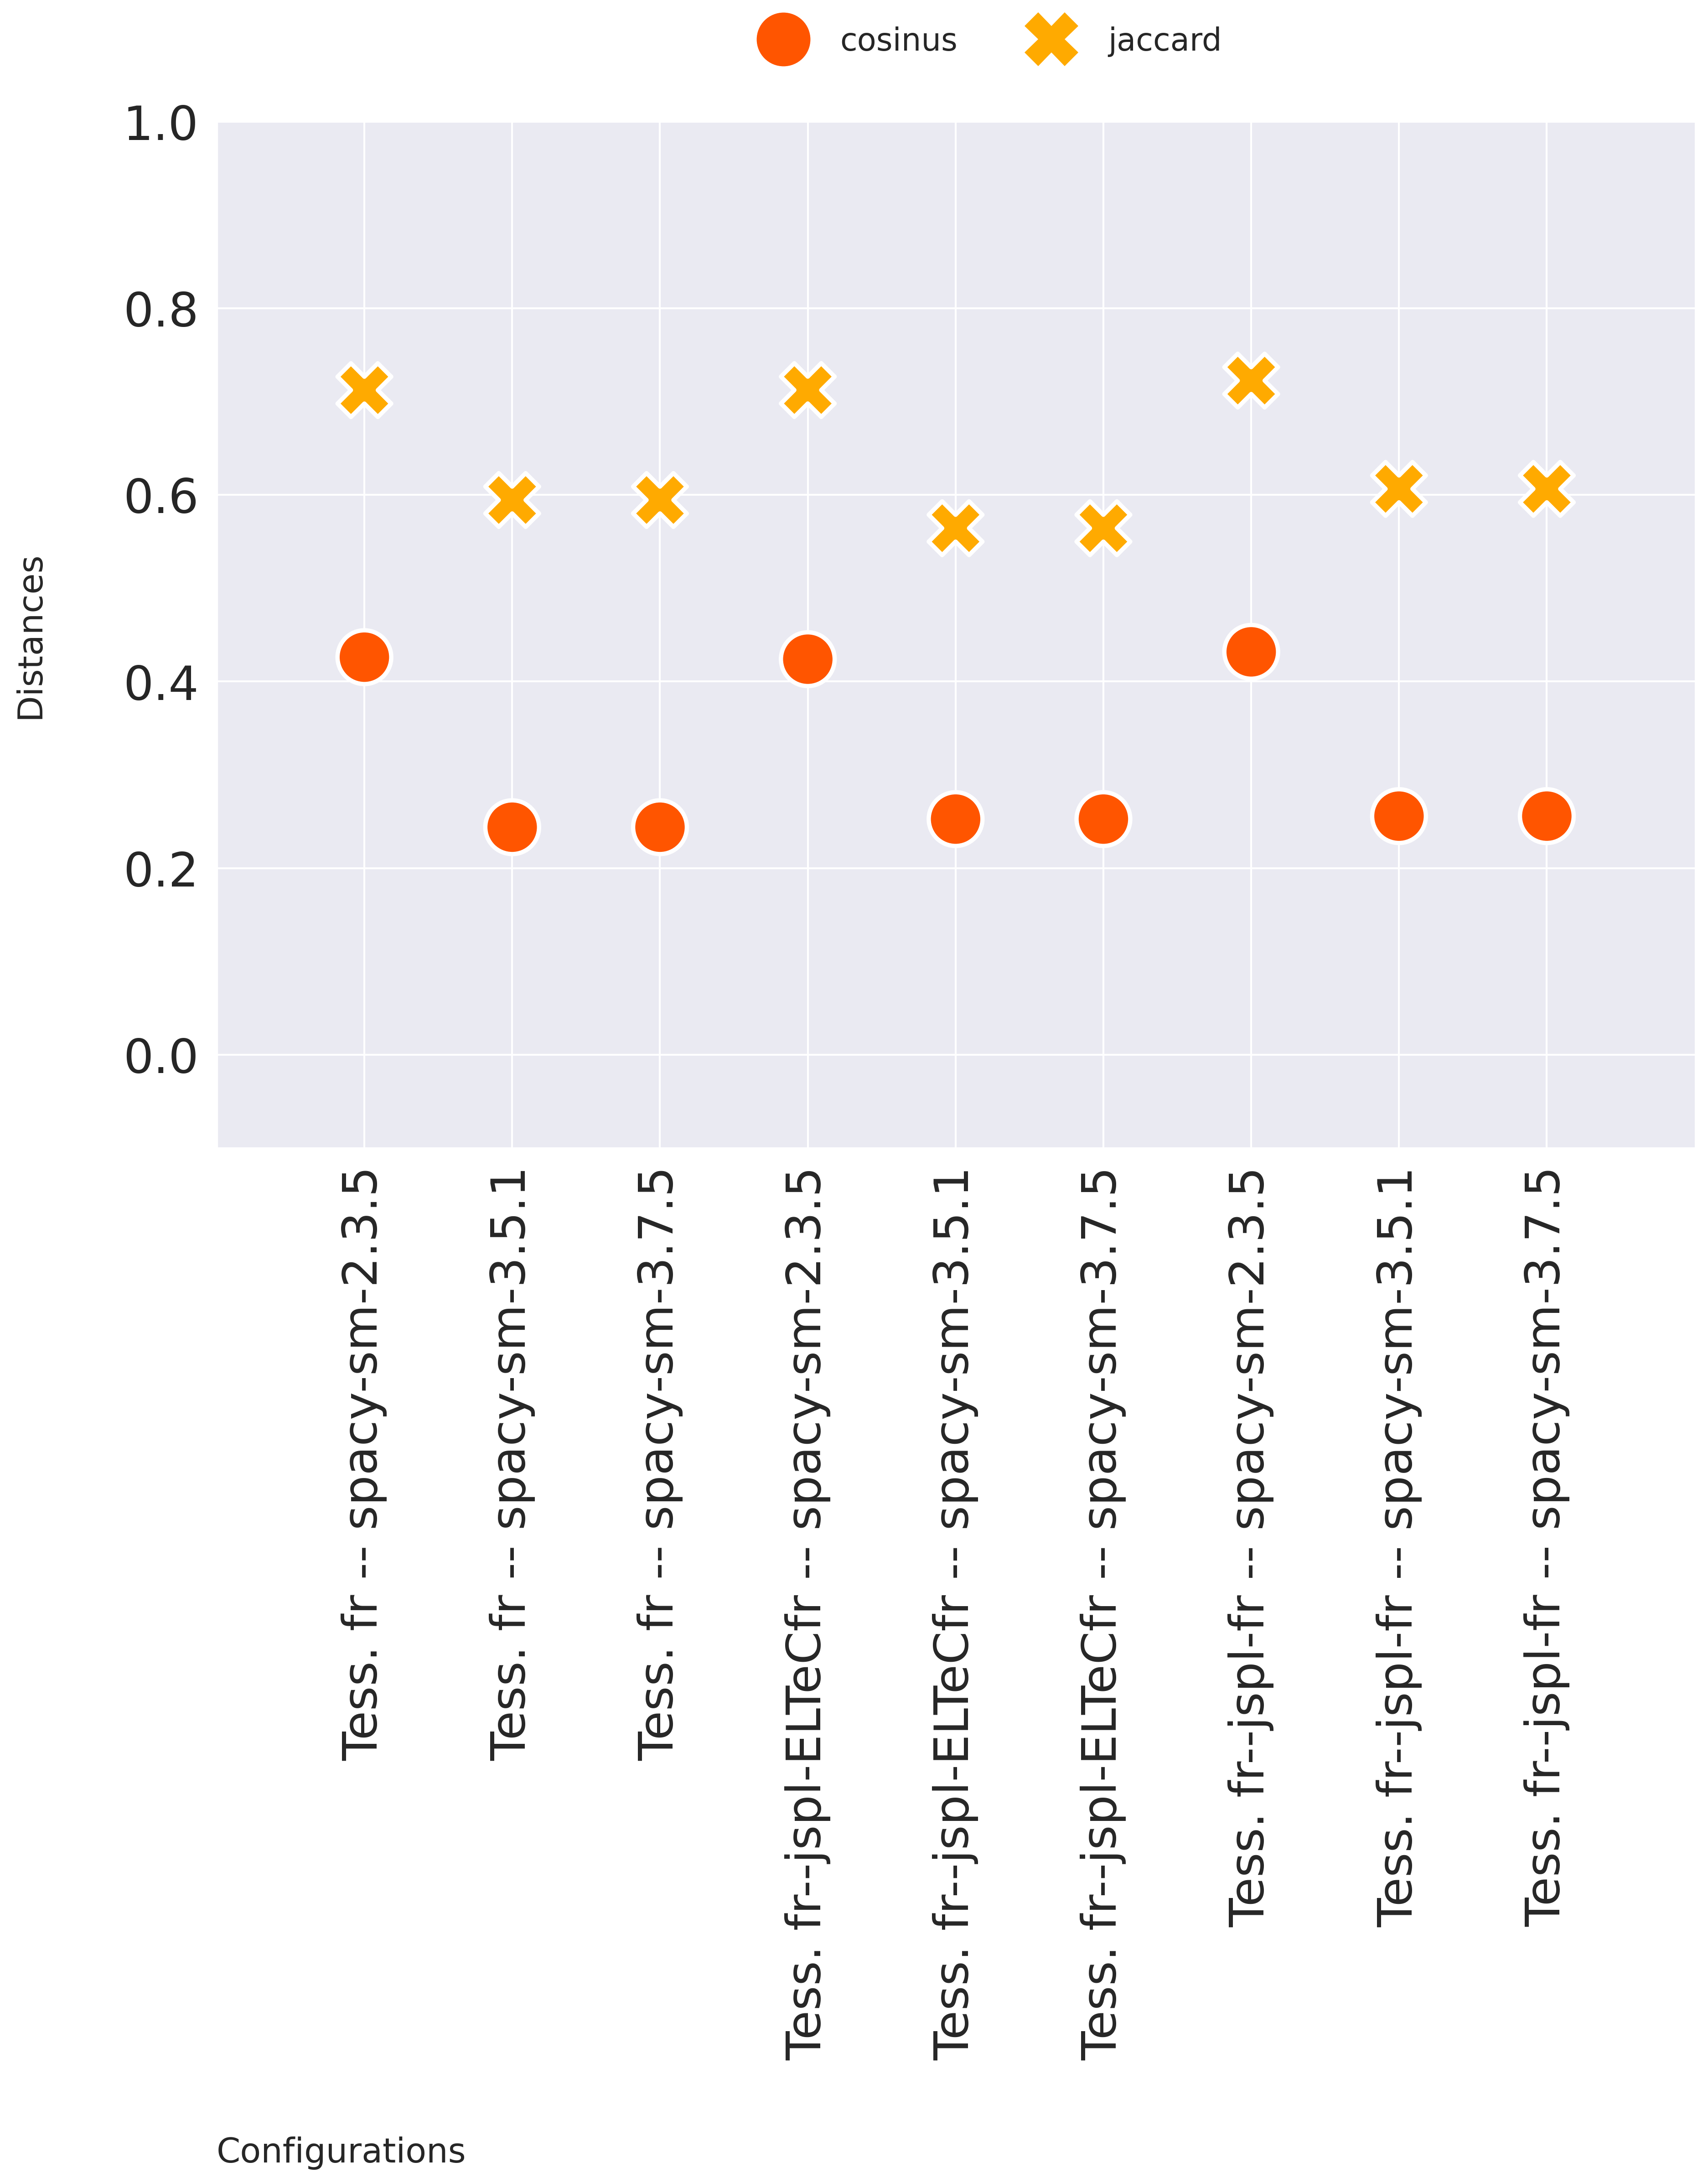 cosinus
jaccard
1.0
0.8
0.6
0.4
0.2
0.0
Distances
Tess. fr -- spacy-sm-2.3.5
Tess. fr -- spacy-sm-3.5.1
Tess. fr -- spacy-sm-3.7.5
Tess. fr--jspl-ELTeCfr -- spacy-sm-2.3.5
Tess. fr--jspl-ELTeCfr -- spacy-sm-3.5.1
Tess. fr--jspl-ELTeCfr -- spacy-sm-3.7.5
Tess. fr--jspl-fr -- spacy-sm-2.3.5
Tess. fr--jspl-fr -- spacy-sm-3.5.1
Tess. fr--jspl-fr -- spacy-sm-3.7.5
Configurations